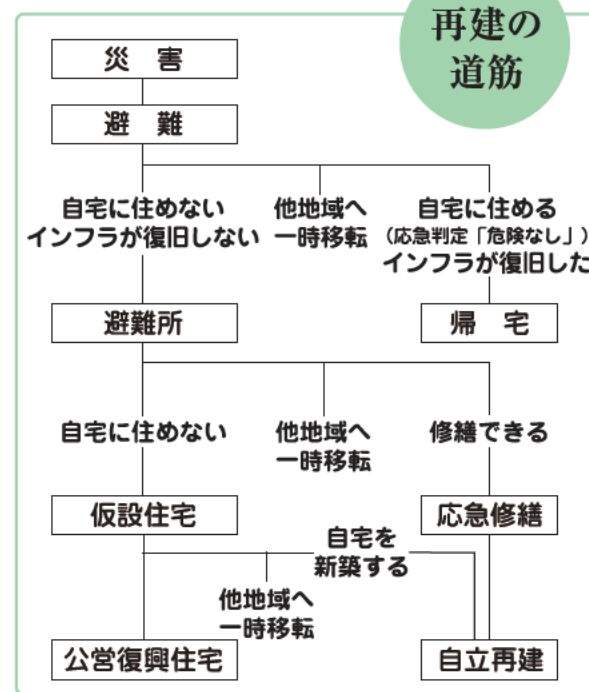 再建の
道筋
災　害
避　難
自宅に住めない
インフラが復旧しない
他地域へ
一時移転
自宅に住める
（応急判定「危険なし」）
インフラが復旧した
避難所
帰　宅
自宅に住めない
他地域へ
一時移転
修繕できる
仮設住宅
応急修繕
自宅を
新築する
他地域へ
一時移転
公営復興住宅
自立再建